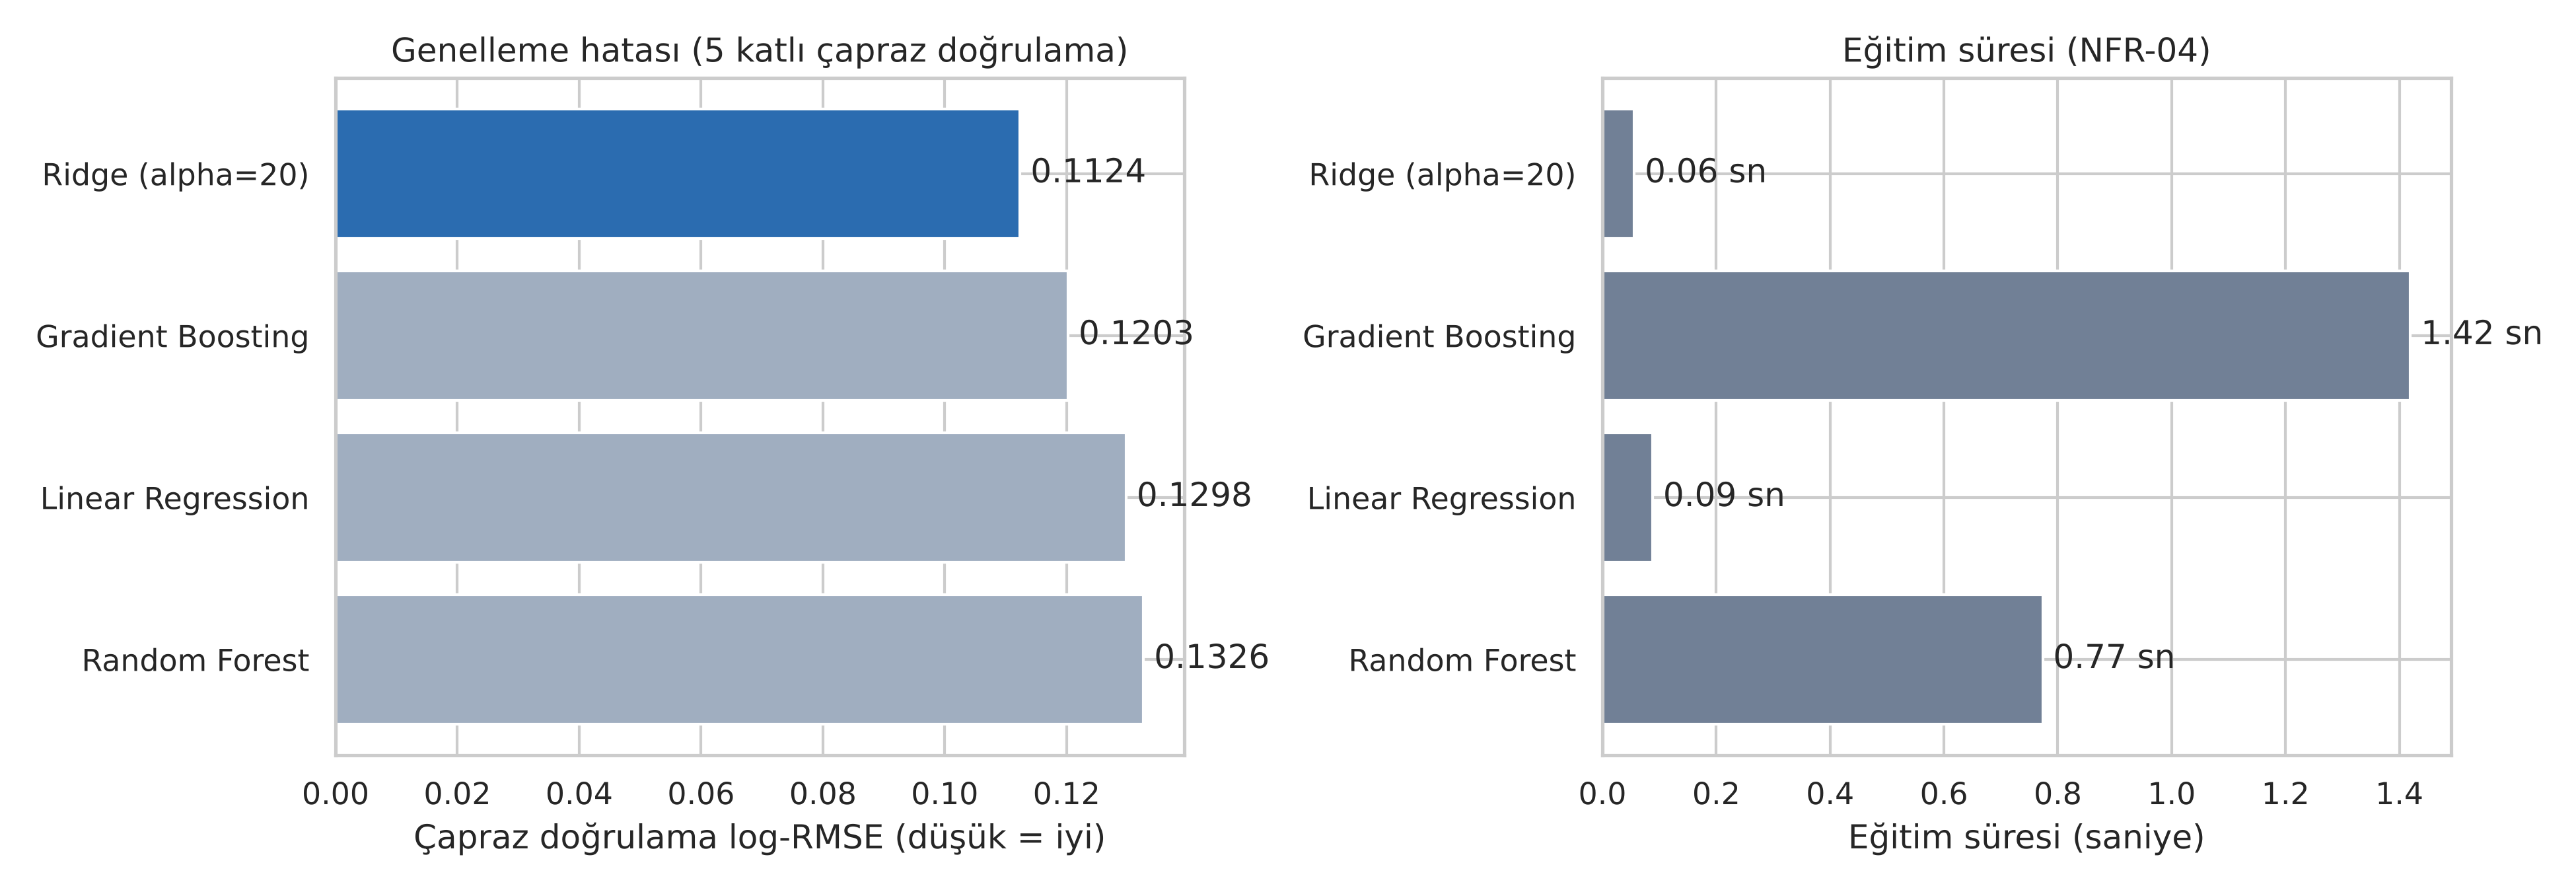 Genelleme hatası (5 katlı çapraz doğrulama)
Ridge (alpha=20)
0.1124
Gradient Boosting
0.1203
Linear Regression
0.1298
Random Forest
0.1326
0.00 0.02 0.04 0.06 0.08 0.10 0.12
Çapraz doğrulama log-RMSE (düşük = iyi)
Eğitim süresi (NFR-04)
Ridge (alpha=20)
0.06 sn
Gradient Boosting
1.42 sn
Linear Regression
0.09 sn
Random Forest
0.77 sn
0.0 0.2 0.4 0.6 0.8 1.0 1.2 1.4
Eğitim süresi (saniye)